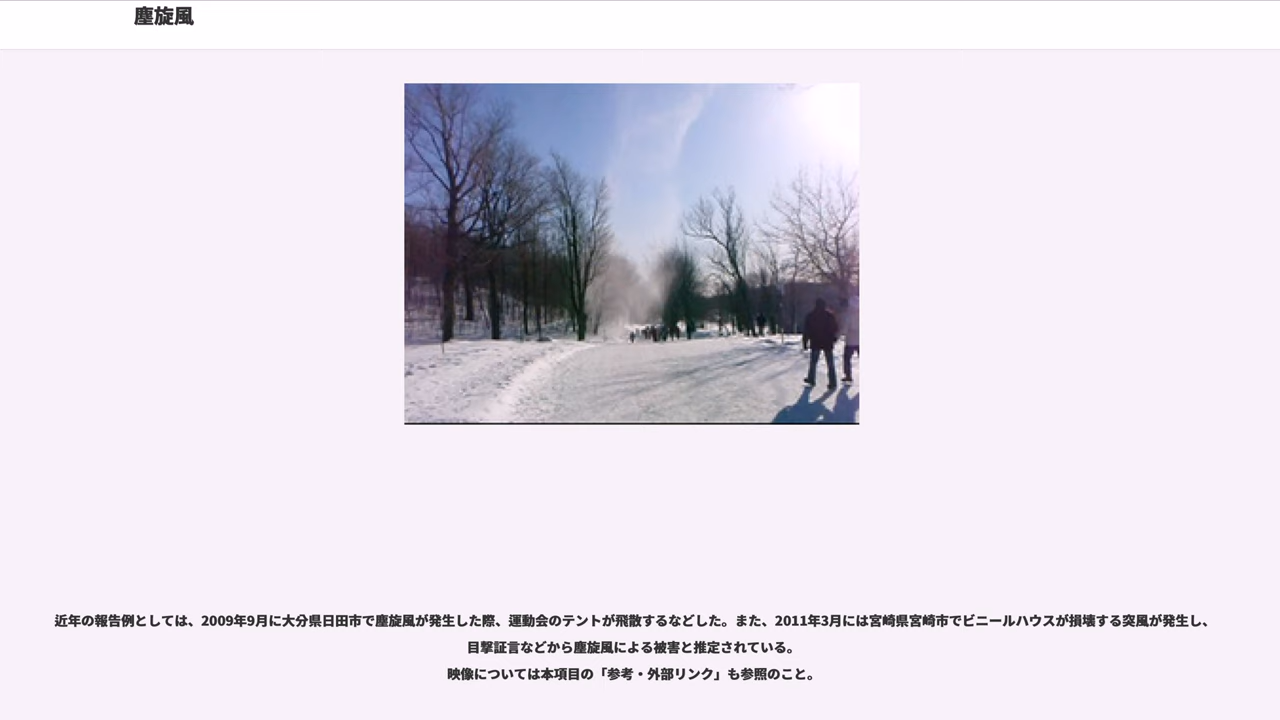 塵旋風
近年の報告例としては、2009年9月に大分県日田市で塵旋風が発生した際、運動会のテントが飛散するなどした。また、2011年3月には宮崎県宮崎市でビニールハウスが損壊する突風が発生し、
目撃証言などから塵旋風による被害と推定されている。
映像については本項目の「参考・外部リンク」も参照のこと。